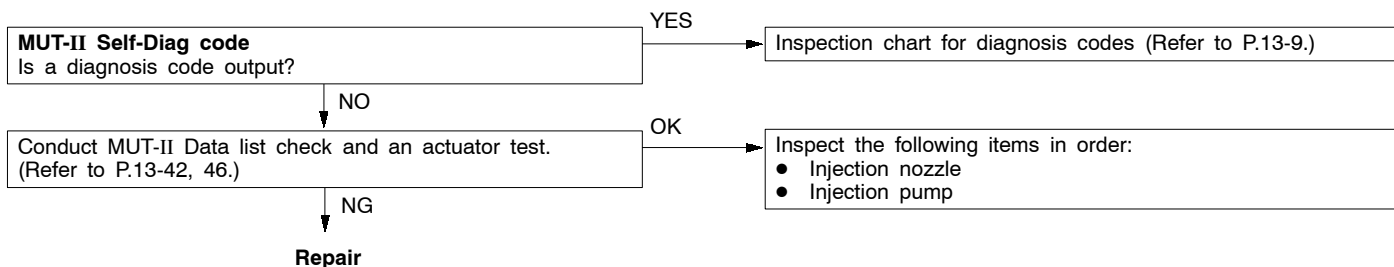 YES
MUT-II Self-Diag code
Is a diagnosis code output?
Inspection chart for diagnosis codes (Refer to P.13-9.)
NO
OK
Conduct MUT-II Data list check and an actuator test.
(Refer to P.13-42, 46.)
Inspect the following items in order:
● Injection nozzle
● Injection pump
NG
Repair